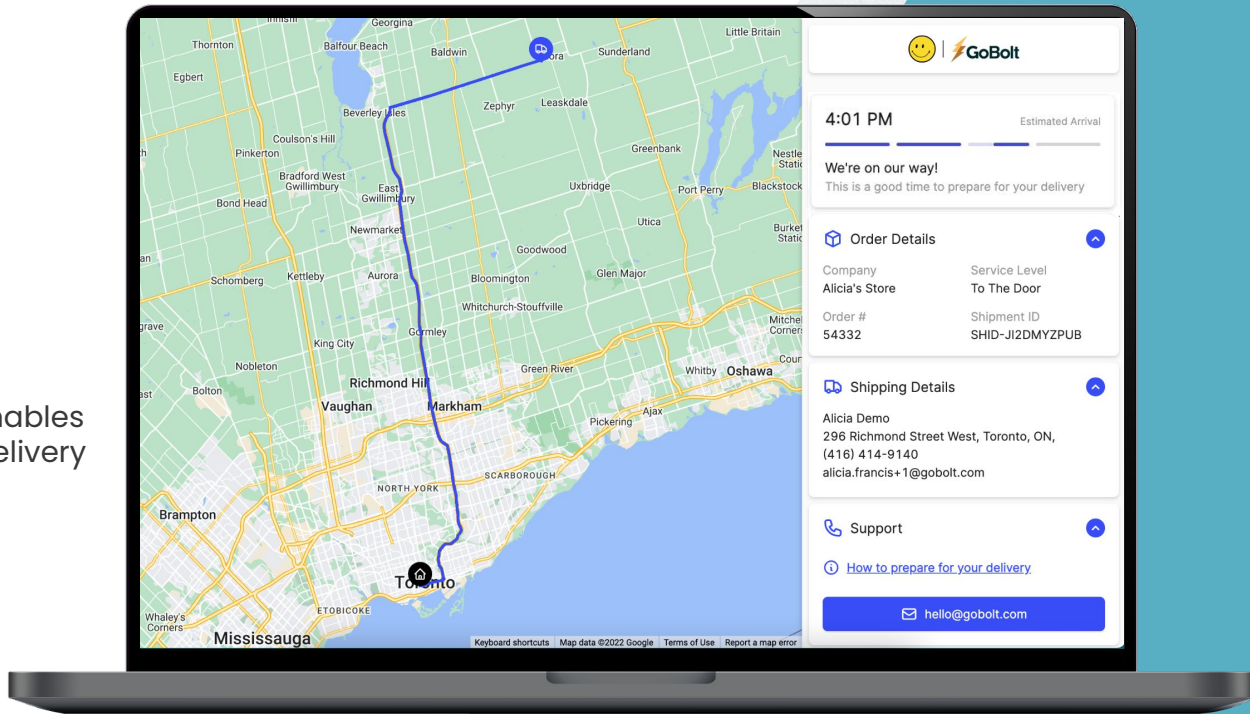 nables
elivery
Georgina
Little Britain
Thornton
Balfour Beach
Baldwin
Sunderland
Egbert
Zephyr
Leaskdale
Beverley Isles
Coulson's Hill
Pinkerton
Greenbank
Bradford West
Gwillimbury
East
Gwillimbury
Uxbridge
Port Perry
Blackstock
Bond Head
Newmarket
Utica
Goodwood
Schomberg
Kettleby
Aurora
Bloomington
Glen Major
Whitchurch-Stouffville
Gormley
King City
Nobleton
Green River
Whitby
Oshawa
Richmond Hill
Bolton
Vaughan
Markham
Ajax
Pickering
SCARBOROUGH
NORTH YORK
Brampton
Toronto
ETOBICOKE
Whaley's
Corners
Mississauga
Keyboard shortcuts
Map data ©2022 Google
Terms of Use
Report a map error
GoBolt
4:01 PM
Estimated Arrival
We're on our way!
This is a good time to prepare for your delivery
Order Details
Company
Service Level
Alicia's Store
To The Door
Order #
Shipment ID
54332
SHID-JI2DMYZPUB
Shipping Details
Alicia Demo
296 Richmond Street West, Toronto, ON,
(416) 414-9140
alicia.francis+1@gobolt.com
Support
How to prepare for your delivery
hello@gobolt.com